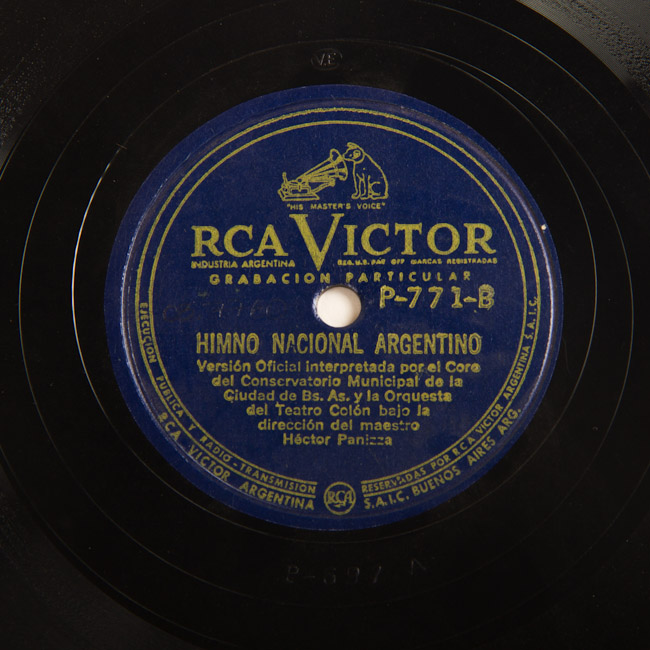 "HIS MASTER'S VOICE"
RCA VICTOR
INDUSTRIA ARGENTINA
REG. U.S. PAT OFF MARCAS REGISTRADAS
GRABACION PARTICULAR
P-771-B
HIMNO NACIONAL ARGENTINO
Versión Oficial interpretada por el Coro
del Conservatorio Municipal de la
Ciudad de Bs. As. y la Orquesta
del Teatro Colón bajo la
dirección del maestro
Héctor Panizza
EJECUCION PUBLICA Y RADIO-TRANSMISION
RESERVADAS POR RCA VICTOR ARGENTINA S.A.I.C.
RCA VICTOR ARGENTINA
RCA
S.A.I.C. BUENOS AIRES ARG.